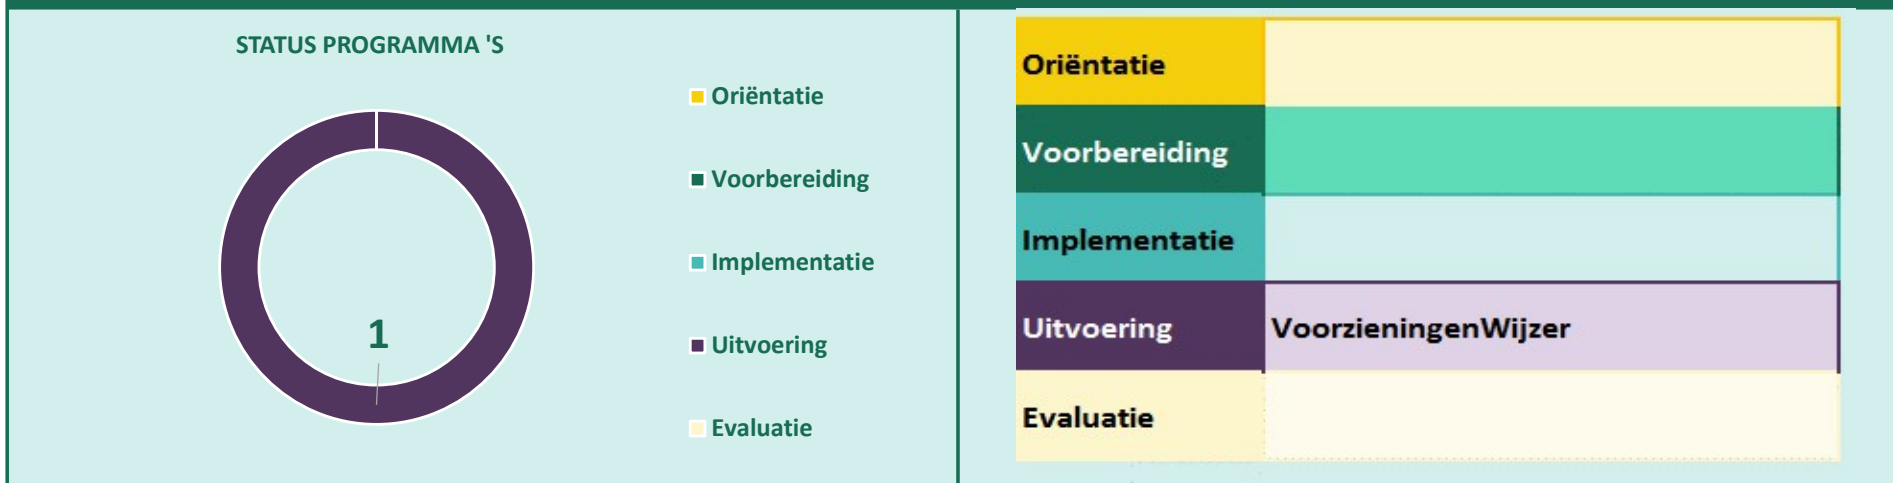 STATUS PROGRAMMA 'S
Oriëntatie
Voorbereiding
Implementatie
Uitvoering
Evaluatie
1
Oriëntatie
Voorbereiding
Implementatie
Uitvoering VoorzieningenWijzer
Evaluatie